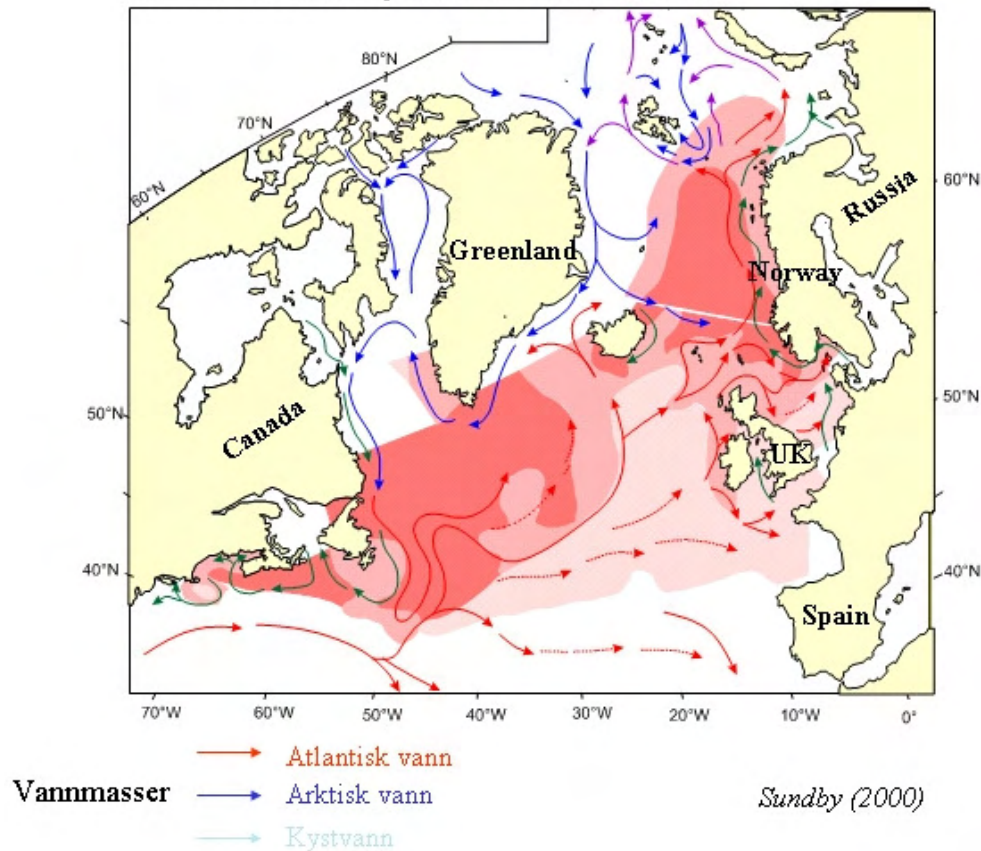 80°N
70°N
60°N
60°N
Russia
Greenland
Norway
50°N
50°N
Canada
UK
40°N
40°N
Spain
70°W 60°W 50°W 40°W 30°W 20°W 10°W 0°
Atlantisk vann
Vannmasser Arktisk vann Sundby (2000)
Kystvann